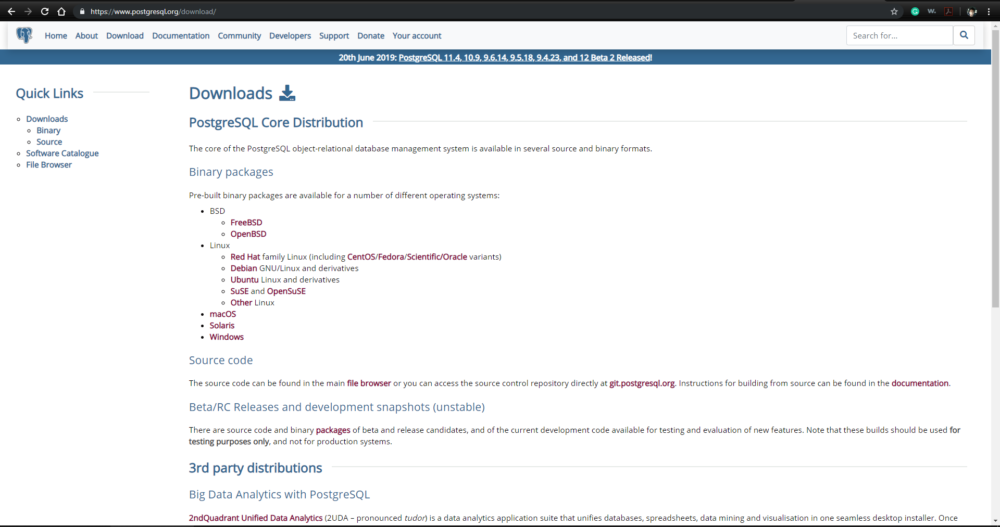 https://www.postgresql.org/download/
Home About Download Documentation Community Developers Support Donate Your account
Search for...
20th June 2019: PostgreSQL 11.4, 10.9, 9.6.14, 9.5.18, 9.4.23, and 12 Beta 2 Released!
Quick Links
Downloads
Binary
Source
Software Catalogue
File Browser
Downloads
PostgreSQL Core Distribution
The core of the PostgreSQL object-relational database management system is available in several source and binary formats.
Binary packages
Pre-built binary packages are available for a number of different operating systems:
BSD
FreeBSD
OpenBSD
Linux
Red Hat family Linux (including CentOS/Fedora/Scientific/Oracle variants)
Debian GNU/Linux and derivatives
Ubuntu Linux and derivatives
SuSE and OpenSuSE
Other Linux
macOS
Solaris
Windows
Source code
The source code can be found in the main file browser or you can access the source control repository directly at git.postgresql.org. Instructions for building from source can be found in the documentation.
Beta/RC Releases and development snapshots (unstable)
There are source code and binary packages of beta and release candidates, and of the current development code available for testing and evaluation of new features. Note that these builds should be used for
testing purposes only, and not for production systems.
3rd party distributions
Big Data Analytics with PostgreSQL
2ndQuadrant Unified Data Analytics (2UDA – pronounced tudor) is a data analytics application suite that unifies databases, spreadsheets, data mining and visualisation in one seamless desktop installer. Once